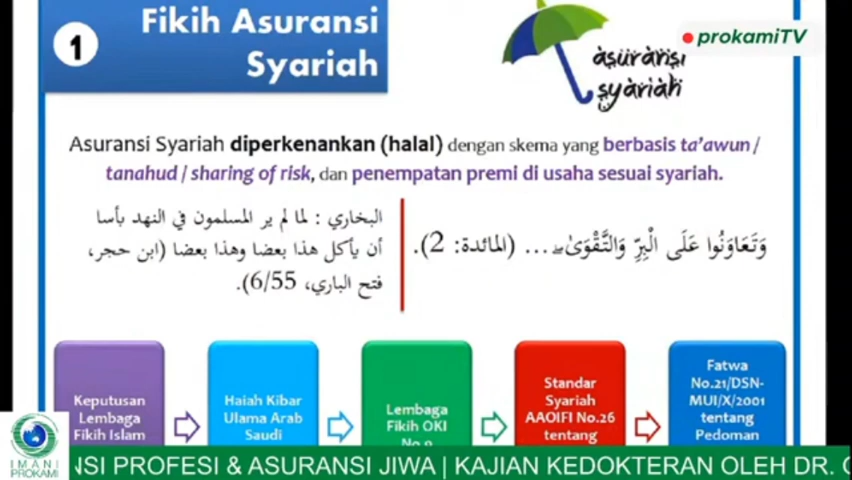 1
Fikih Asuransi
Syariah
asuransi
syariah
prokamiTV
Asuransi Syariah diperkenankan (halal) dengan skema yang berbasis ta'awun /
tanahud / sharing of risk, dan penempatan premi di usaha sesuai syariah.
وَتَعَاوَنُوا عَلَى الْبِرِّ وَالتَّقْوَىٰ ۖ ... (المائدة: 2).
البخاري : لما لم ير المسلمون في النهد بأسا
أن يأكل هذا بعضا وهذا بعضا (ابن حجر،
فتح الباري، 6/55).
Keputusan
Lembaga
Fikih Islam
Haiah Kibar
Ulama Arab
Saudi
Lembaga
Fikih OKI
No.9
Standar
Syariah
AAOIFI No.26
tentang
Fatwa
No.21/DSN-
MUI/X/2001
tentang
Pedoman
IMANI
PROKAMI
NSI PROFESI & ASURANSI JIWA | KAJIAN KEDOKTERAN OLEH DR.